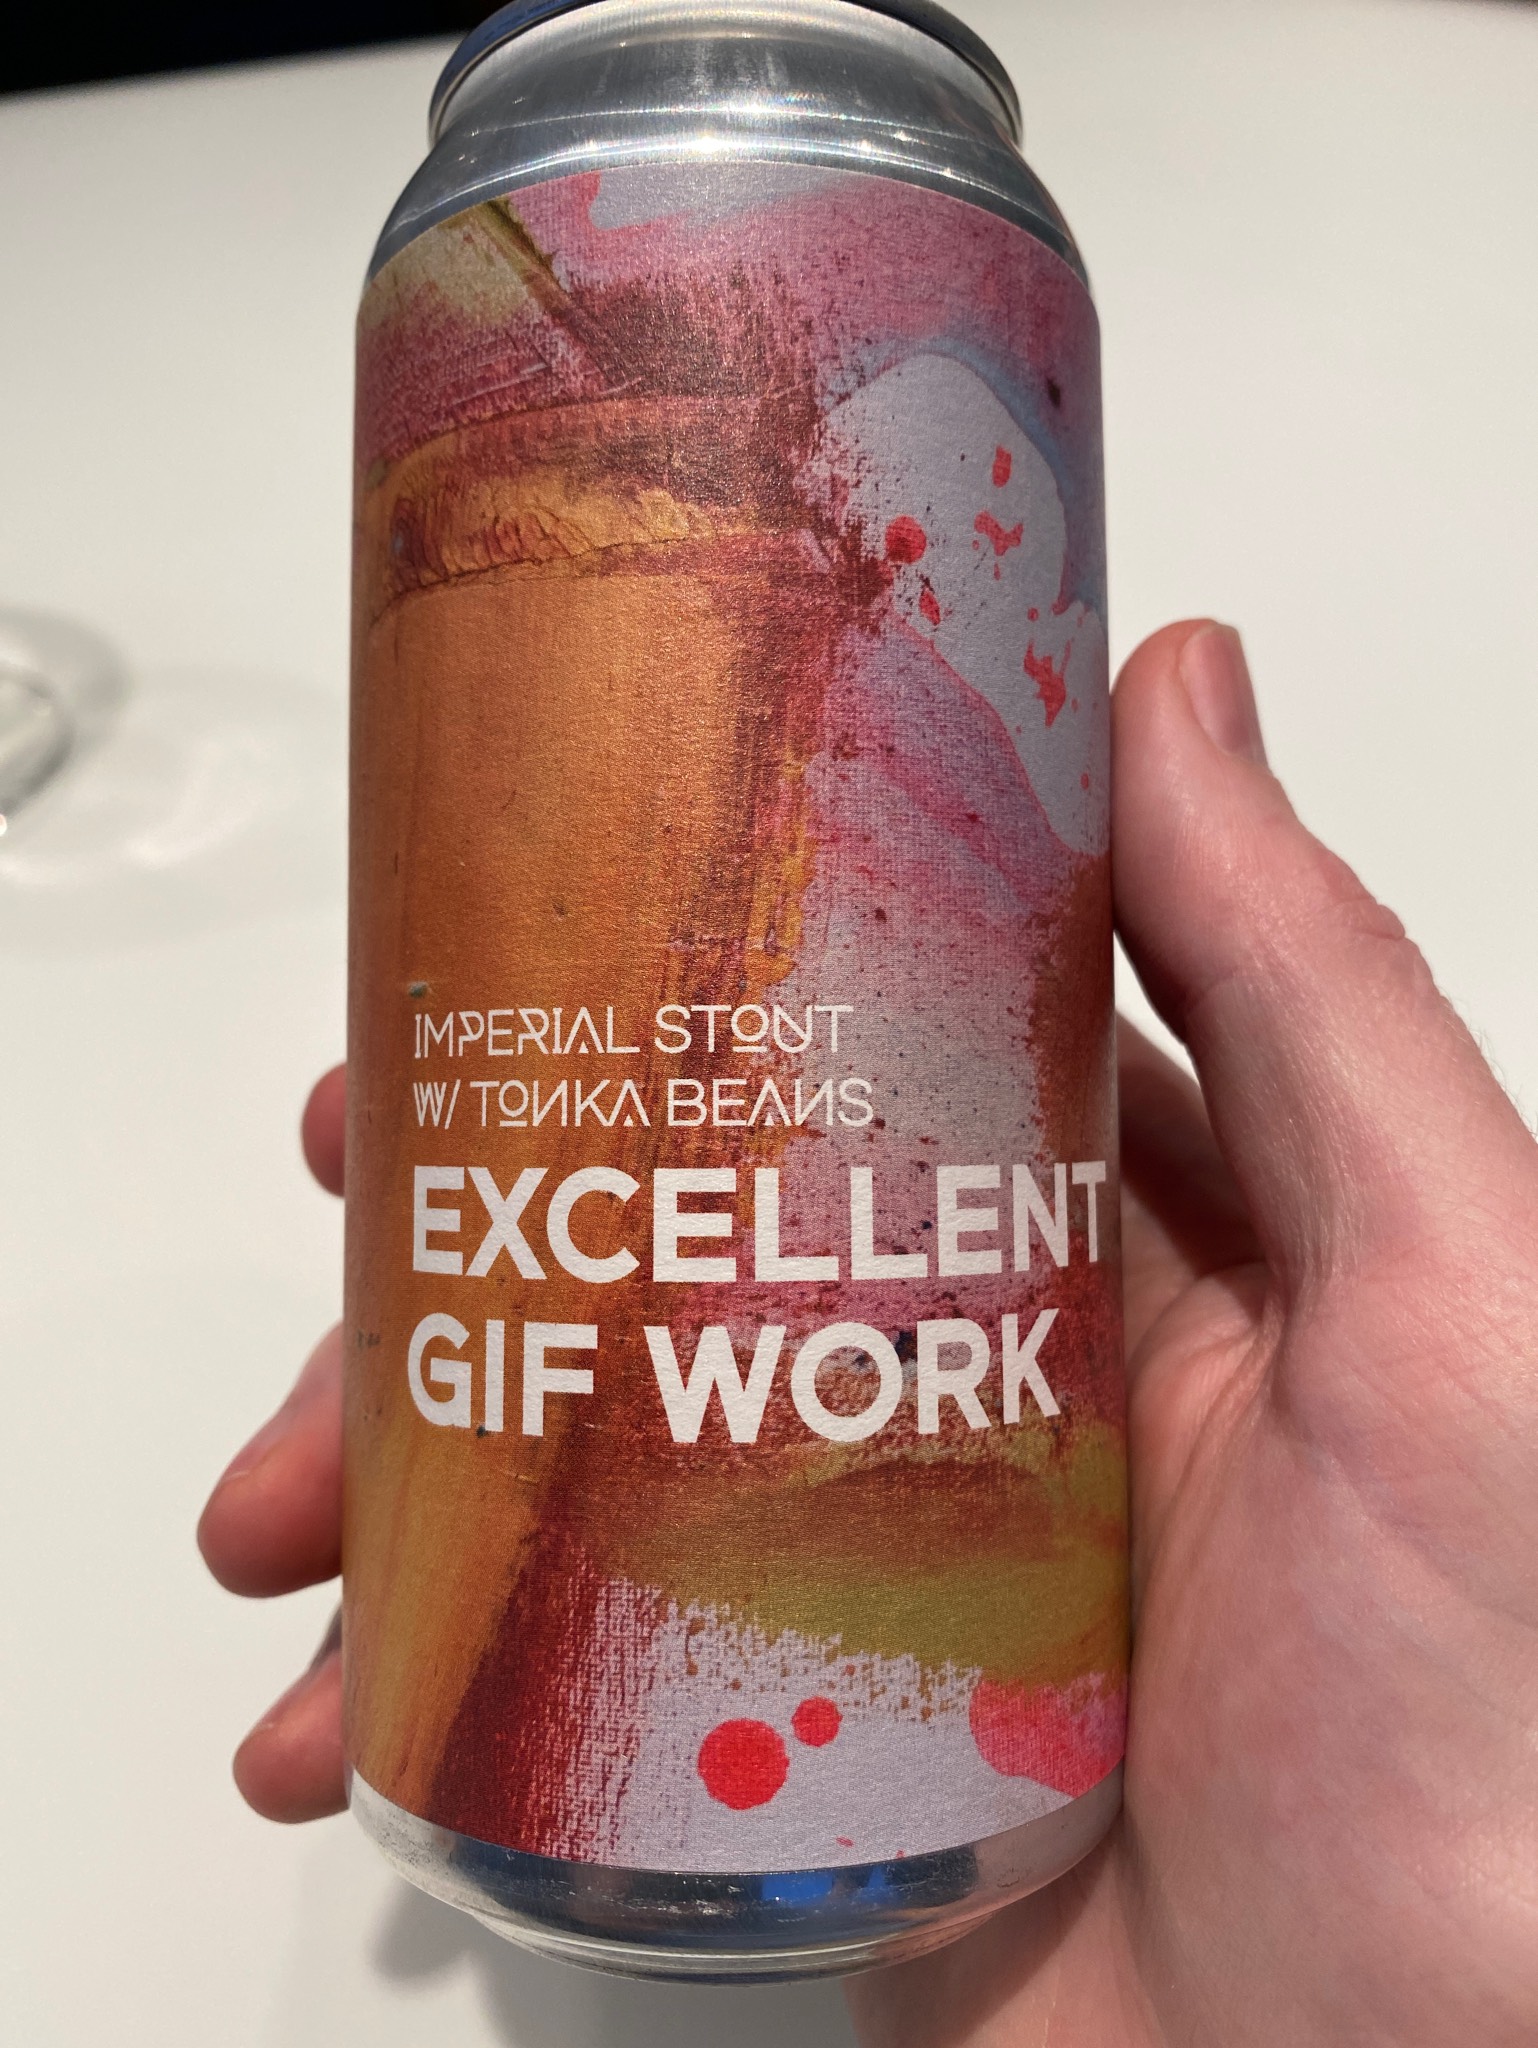 IMPERIAL STOUT
W/ TONKA BEANS
EXCELLENT
GIF WORK